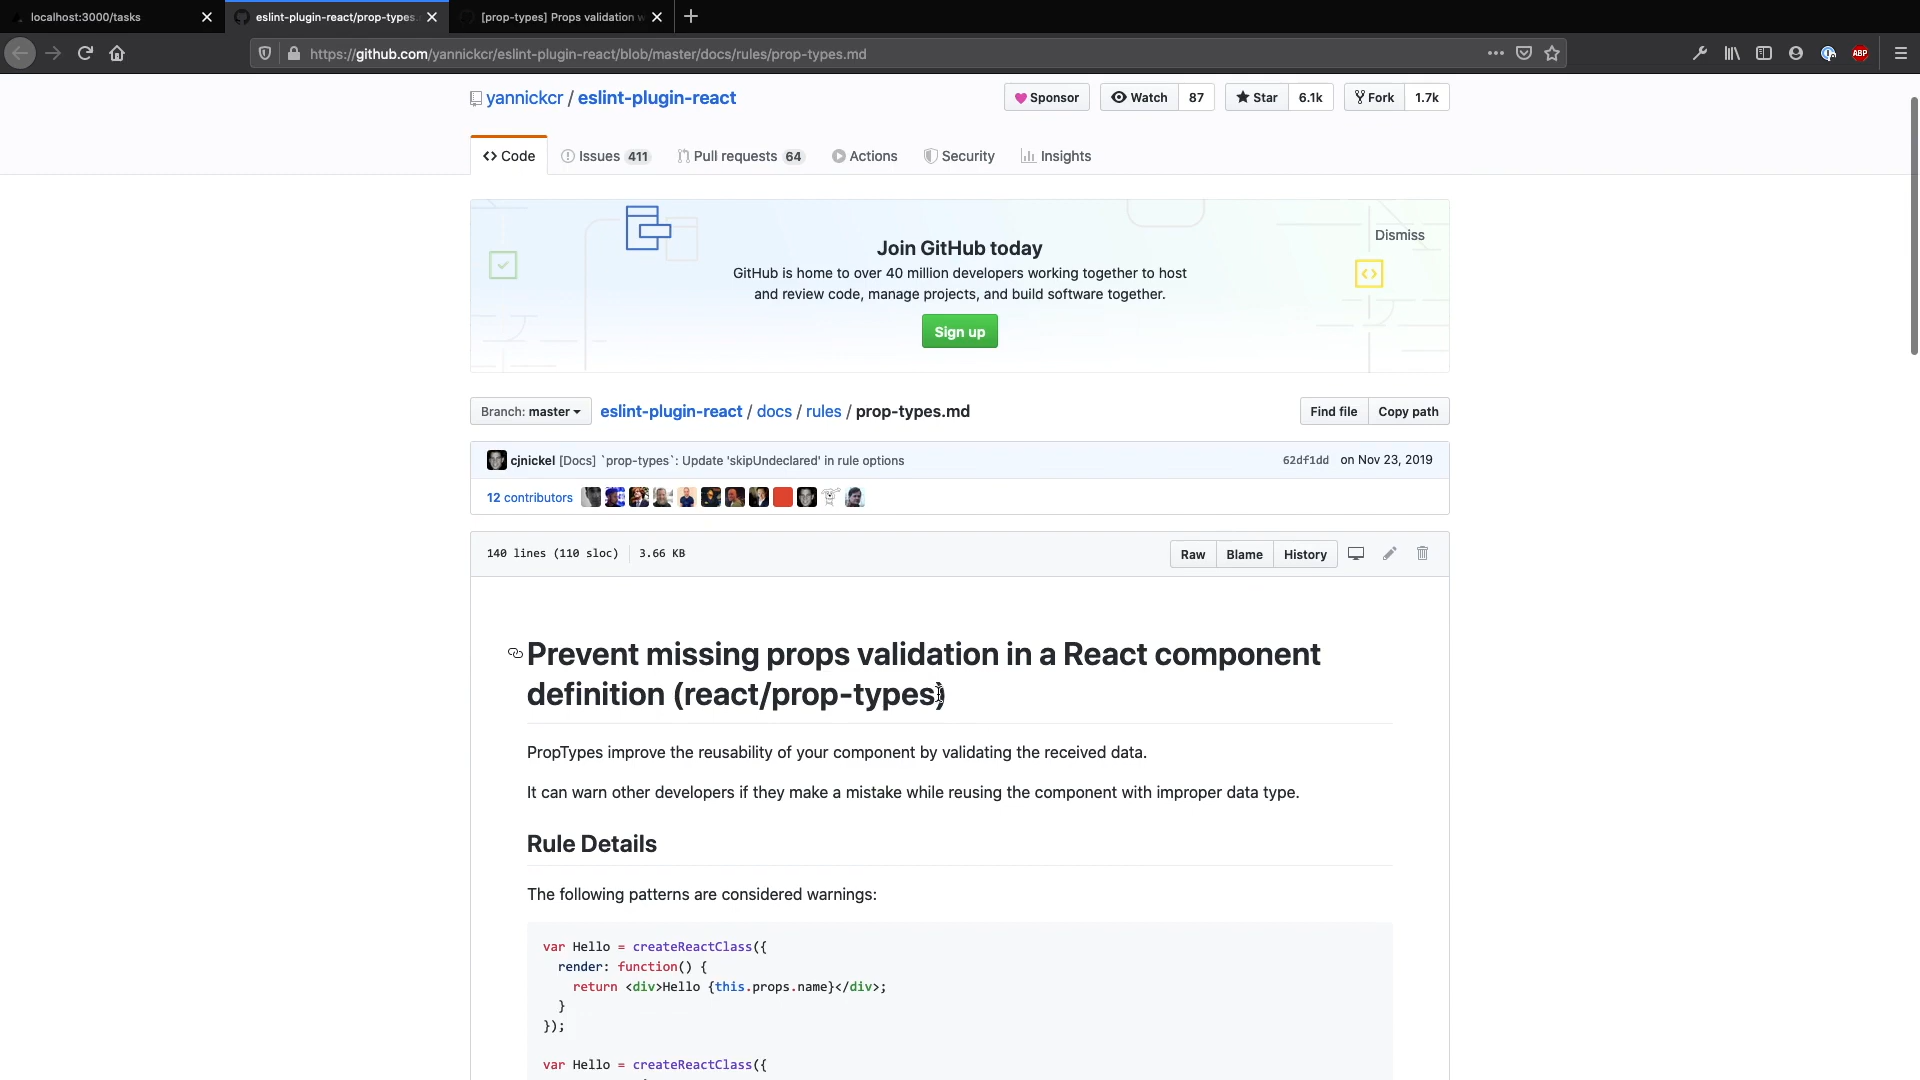 localhost:3000/tasks
eslint-plugin-react/prop-types.
[prop-types] Props validation w
https://github.com/yannickcr/eslint-plugin-react/blob/master/docs/rules/prop-types.md
ABP
yannickcr / eslint-plugin-react
Sponsor
Watch 87
Star 6.1k
Fork 1.7k
Code
Issues 411
Pull requests 64
Actions
Security
Insights
Join GitHub today
Dismiss
GitHub is home to over 40 million developers working together to host
and review code, manage projects, and build software together.
Sign up
Branch: master
eslint-plugin-react / docs / rules / prop-types.md
Find file
Copy path
cjnickel [Docs] `prop-types`: Update 'skipUndeclared' in rule options
62df1dd on Nov 23, 2019
12 contributors
140 lines (110 sloc) 3.66 KB
Raw
Blame
History
Prevent missing props validation in a React component
definition (react/prop-types)
PropTypes improve the reusability of your component by validating the received data.
It can warn other developers if they make a mistake while reusing the component with improper data type.
Rule Details
The following patterns are considered warnings:
var Hello = createReactClass({
render: function() {
return <div>Hello {this.props.name}</div>;
}
});
var Hello = createReactClass({